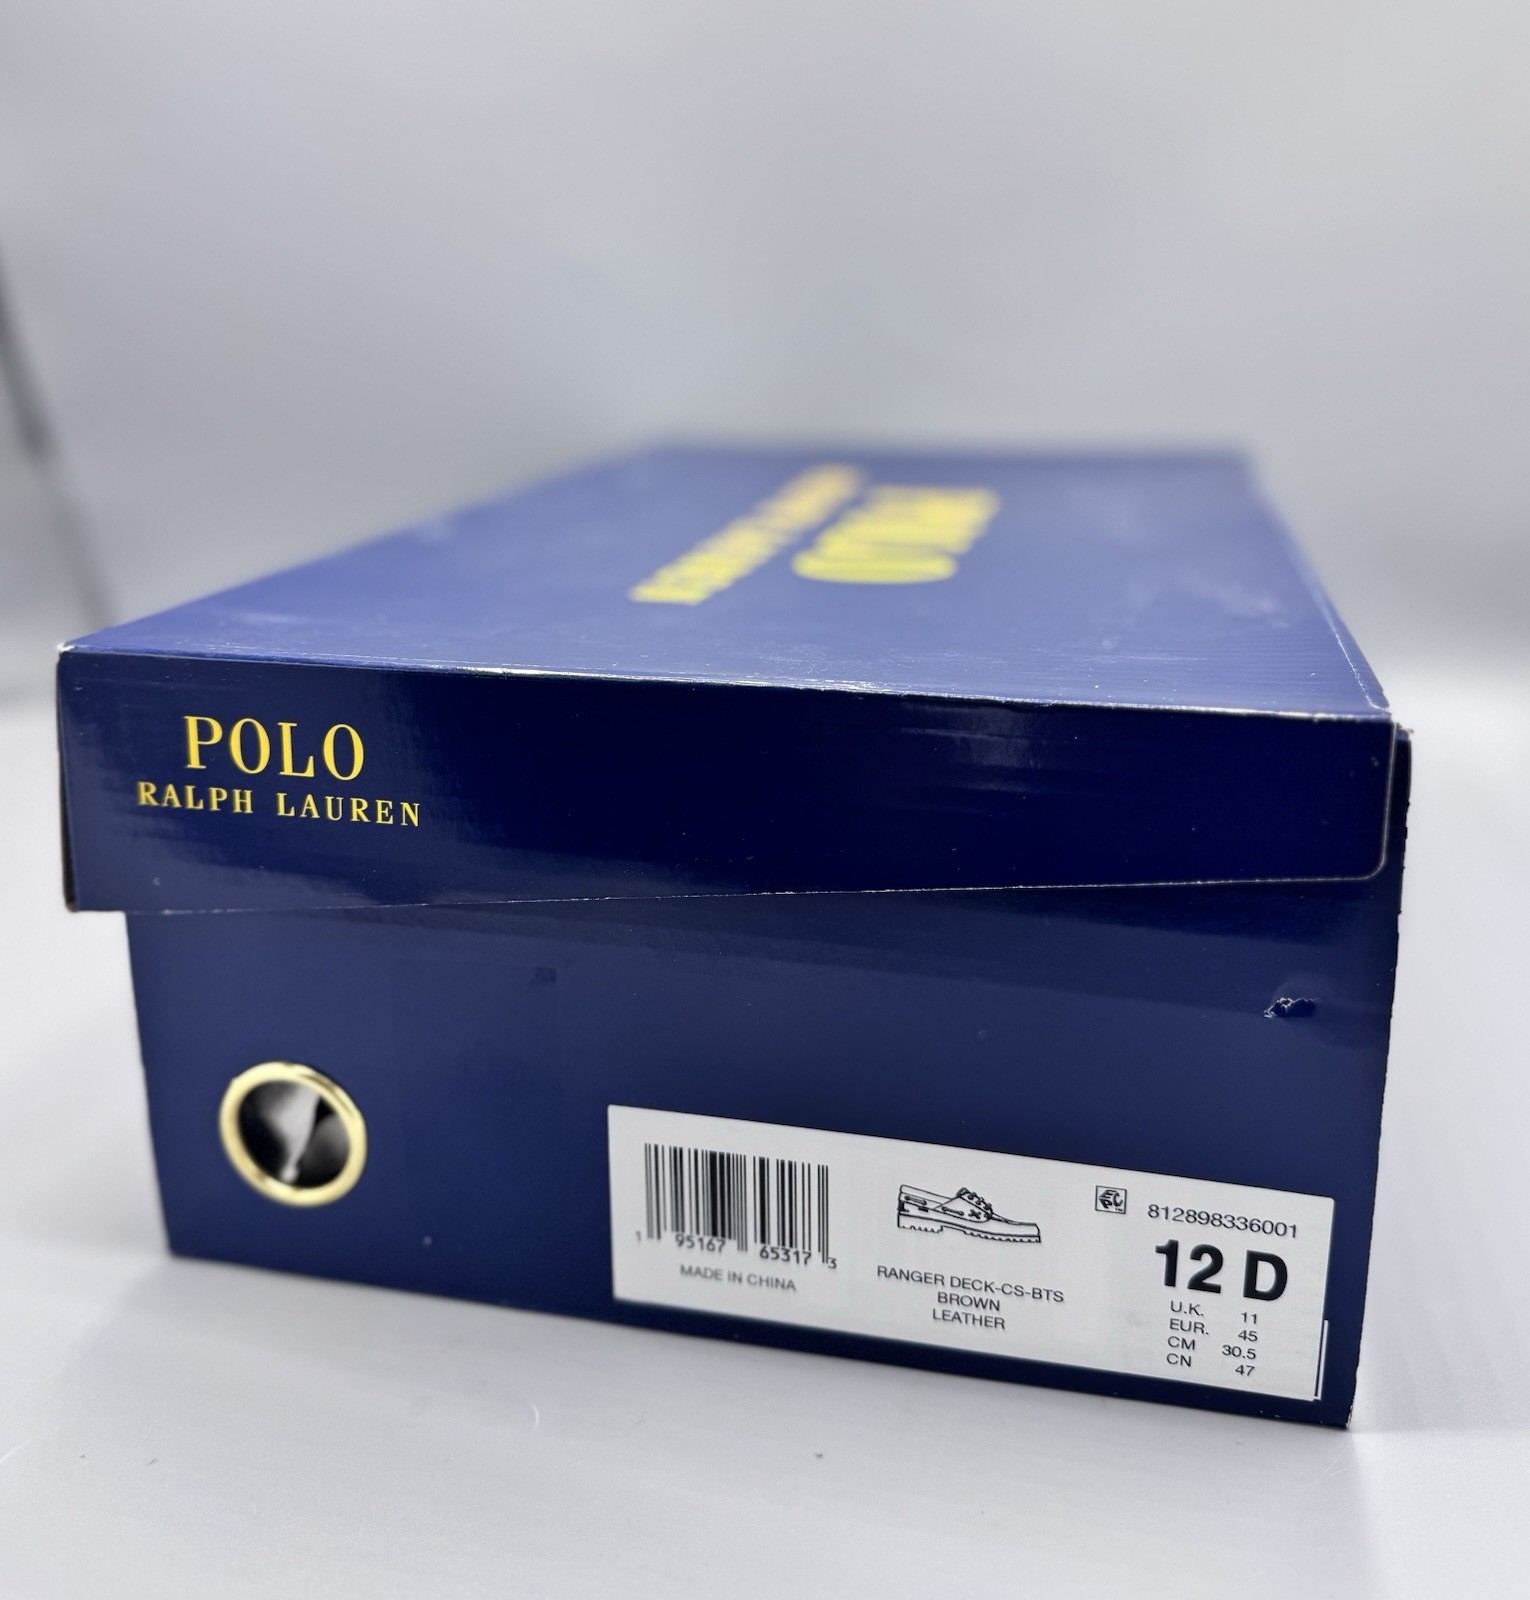 POLO
RALPH LAUREN
1 95167 65317 3
MADE IN CHINA
RANGER DECK-CS-BTS
BROWN
LEATHER
812898336001
12 D
U.K. 11
EUR. 45
CM 30.5
CN 47